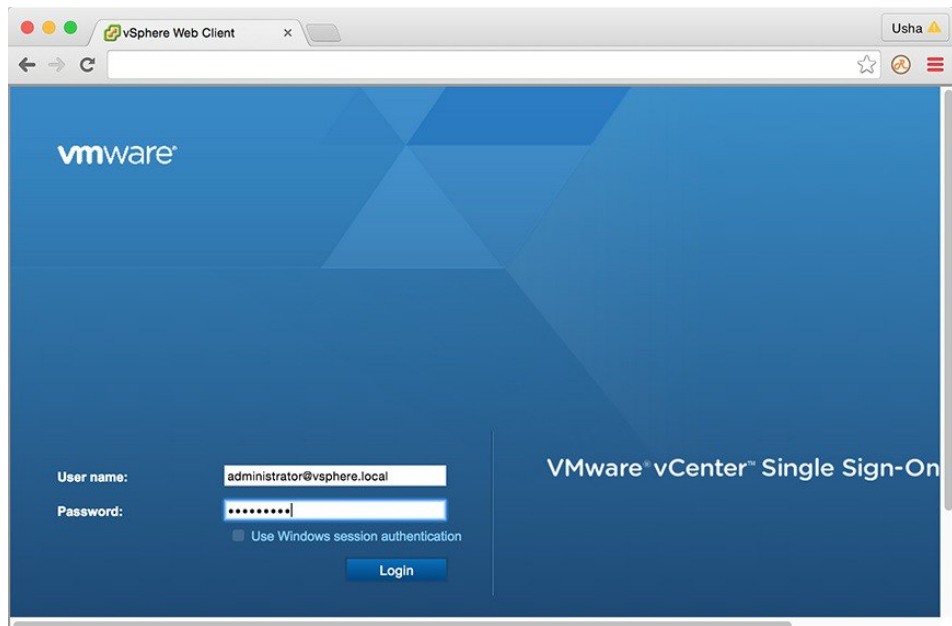 vSphere Web Client
Usha
vmware®
User name: administrator@vsphere.local
Password: •••••••••
Use Windows session authentication
Login
VMware® vCenter™ Single Sign-On